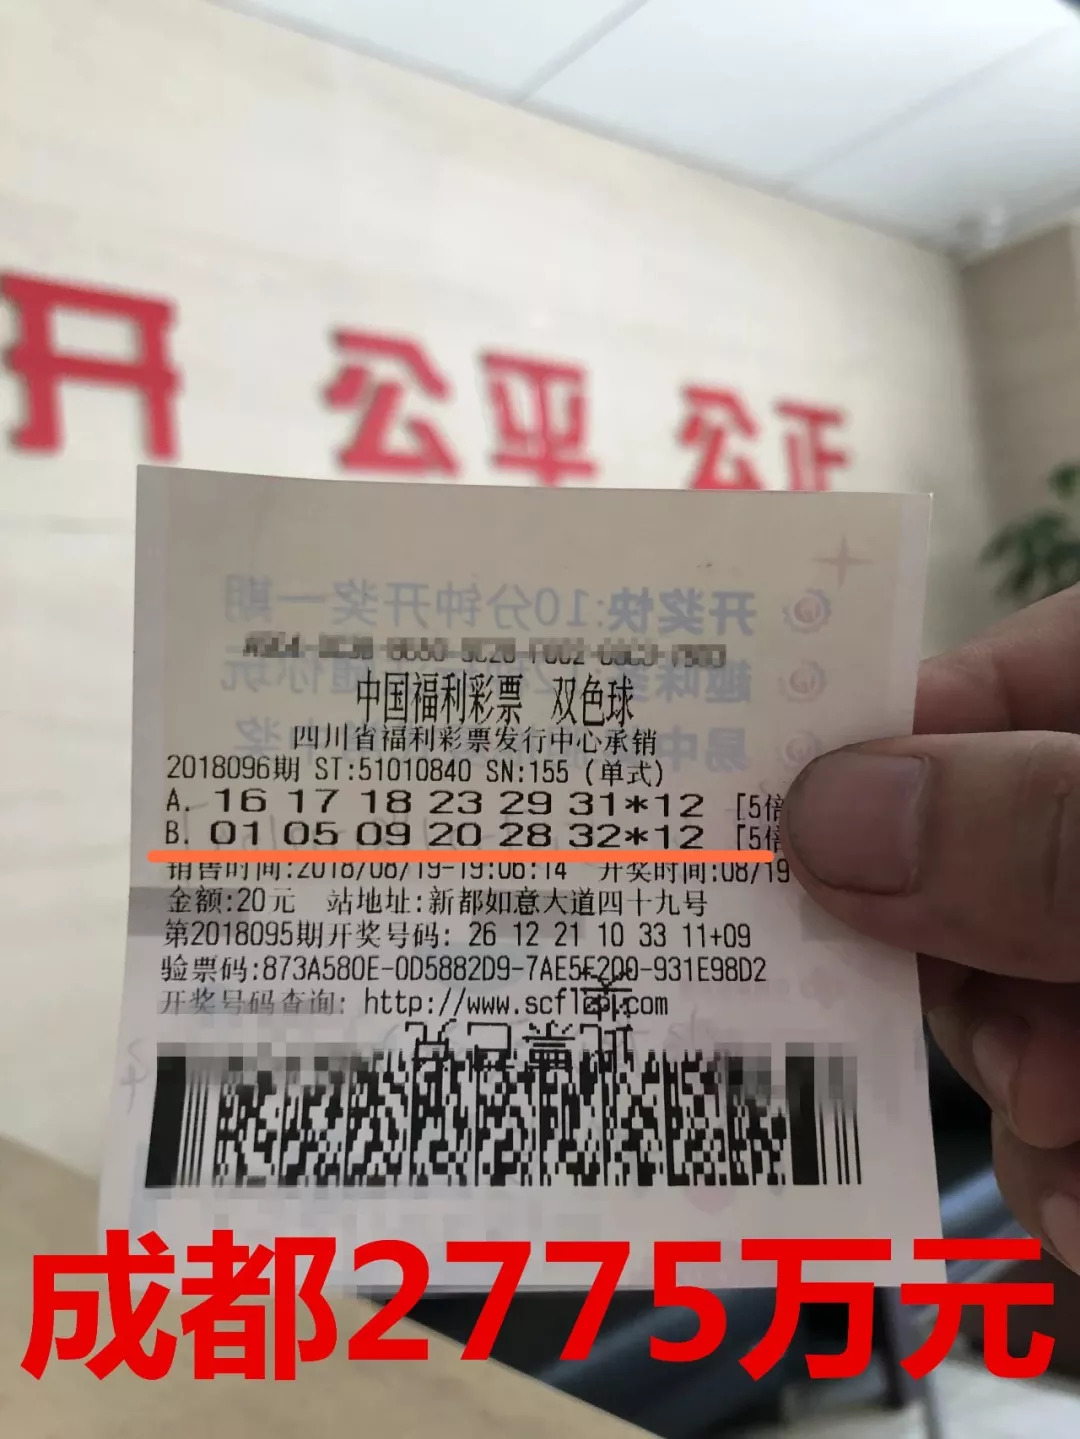 开 公平 公正
开奖快:10分钟开奖一期
中国福利彩票 双色球
四川省福利彩票发行中心承销
2018096期 ST:51010840 SN:155 (单式)
A. 16 17 18 23 29 31*12 [5倍
B. 01 05 09 20 28 32*12 [5倍
销售时间:2018/08/19-19:06:14 开奖时间:08/19
金额:20元 站地址:新都如意大道四十九号
第2018095期开奖号码: 26 12 21 10 33 11+09
验票码:873A580E-0D5882D9-7AE5F200-931E98D2
开奖号码查询: http://www.scflcp.com
成都2775万元